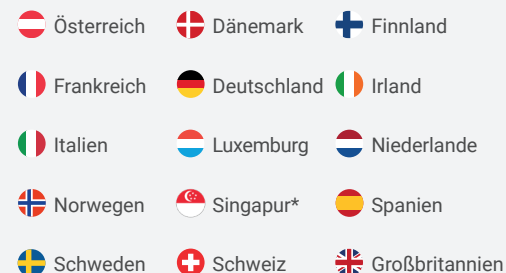 Österreich Dänemark Finnland
Frankreich Deutschland Irland
Italien Luxemburg Niederlande
Norwegen Singapur* Spanien
Schweden Schweiz Großbritannien